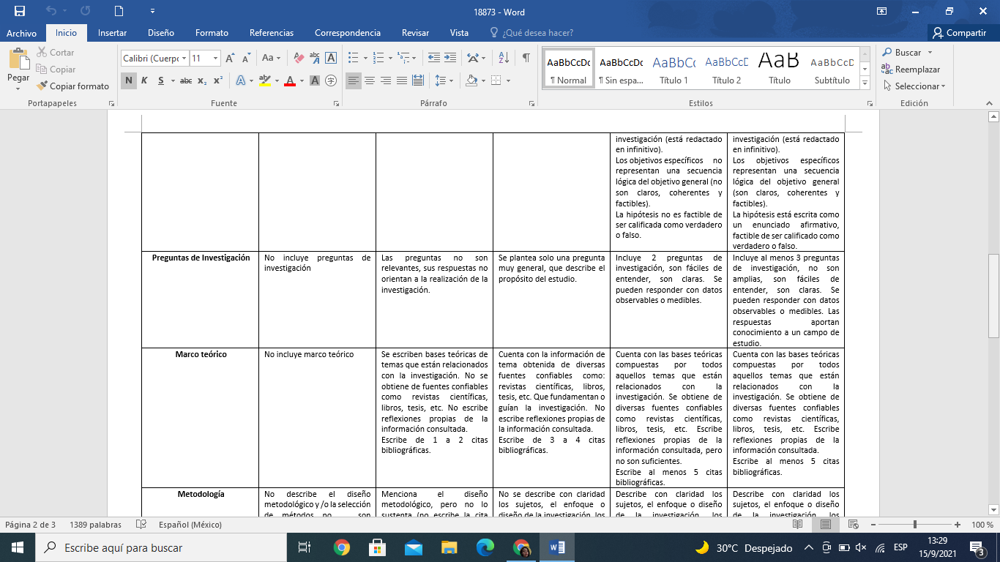 18873 - Word
Archivo Inicio Insertar Diseño Formato Referencias Correspondencia Revisar Vista ¿Qué desea hacer? Compartir
Pegar
Cortar
Copiar
Copiar formato
Portapapeles
Calibri (Cuerpo 11
N K S abc x₂ x²
Fuente
Párrafo
AaBbCcDc AaBbCcDc AaBbC AaBbCcD AaB AaBbCcD
¶ Normal ¶ Sin espa... Título 1 Título 2 Título Subtítulo
Estilos
Buscar
Reemplazar
Seleccionar
Edición
investigación (está redactado
en infinitivo).
Los objetivos específicos no
representan una secuencia
lógica del objetivo general (no
son claros, coherentes y
factibles).
La hipótesis no es factible de
ser calificada como verdadero
o falso.
investigación (está redactado
en infinitivo).
Los objetivos específicos
representan una secuencia
lógica del objetivo general
(son claros, coherentes y
factibles).
La hipótesis está escrita como
un enunciado afirmativo,
factible de ser calificado como
verdadero o falso.
Preguntas de Investigación
No incluye preguntas de
investigación
Las preguntas no son
relevantes, sus respuestas no
orientan a la realización de la
investigación.
Se plantea solo una pregunta
muy general, que describe el
propósito del estudio.
Incluye 2 preguntas de
investigación, son fáciles de
entender, son claras. Se
pueden responder con datos
observables o medibles.
Incluye al menos 3 preguntas
de investigación, no son
amplias, son fáciles de
entender, son claras. Se
pueden responder con datos
observables o medibles. Las
respuestas aportan
conocimiento a un campo de
estudio.
Marco teórico
No incluye marco teórico
Se escriben bases teóricas de
temas que están relacionados
con la investigación. No se
obtiene de fuentes confiables
como revistas científicas,
libros, tesis, etc. No escribe
reflexiones propias de la
información consultada.
Escribe de 1 a 2 citas
bibliográficas.
Cuenta con la información de
tema obtenida de diversas
fuentes confiables como:
revistas científicas, libros,
tesis, etc. Que fundamentan o
guían la investigación. No
escribe reflexiones propias de
la información consultada.
Escribe de 3 a 4 citas
bibliográficas.
Cuenta con las bases teóricas
compuestas por todos
aquellos temas que están
relacionados con la
investigación. Se obtiene de
diversas fuentes confiables
como revistas científicas,
libros, tesis, etc. Escribe
reflexiones propias de la
información consultada, pero
no son suficientes.
Escribe al menos 5 citas
bibliográficas.
Cuenta con las bases teóricas
compuestas por todos
aquellos temas que están
relacionados con la
investigación. Se obtiene de
diversas fuentes confiables
como revistas científicas,
libros, tesis, etc. Escribe
reflexiones propias de la
información consultada.
Escribe al menos 5 citas
bibliográficas.
Metodología
No describe el diseño
metodológico y /o la selección
de métodos no son
Menciona el diseño
metodológico, pero no lo
sustenta (no escribe la cita
No se describe con claridad
los sujetos, el enfoque o
diseño de la investigación, los
Describe con claridad los
sujetos, el enfoque o diseño
de la investigación, los
Describe con claridad los
sujetos, el enfoque o diseño
de la investigación, los
Página 2 de 3 1389 palabras Español (México) 100 %
Escribe aquí para buscar
30°C Despejado
ESP
13:29
15/9/2021
3